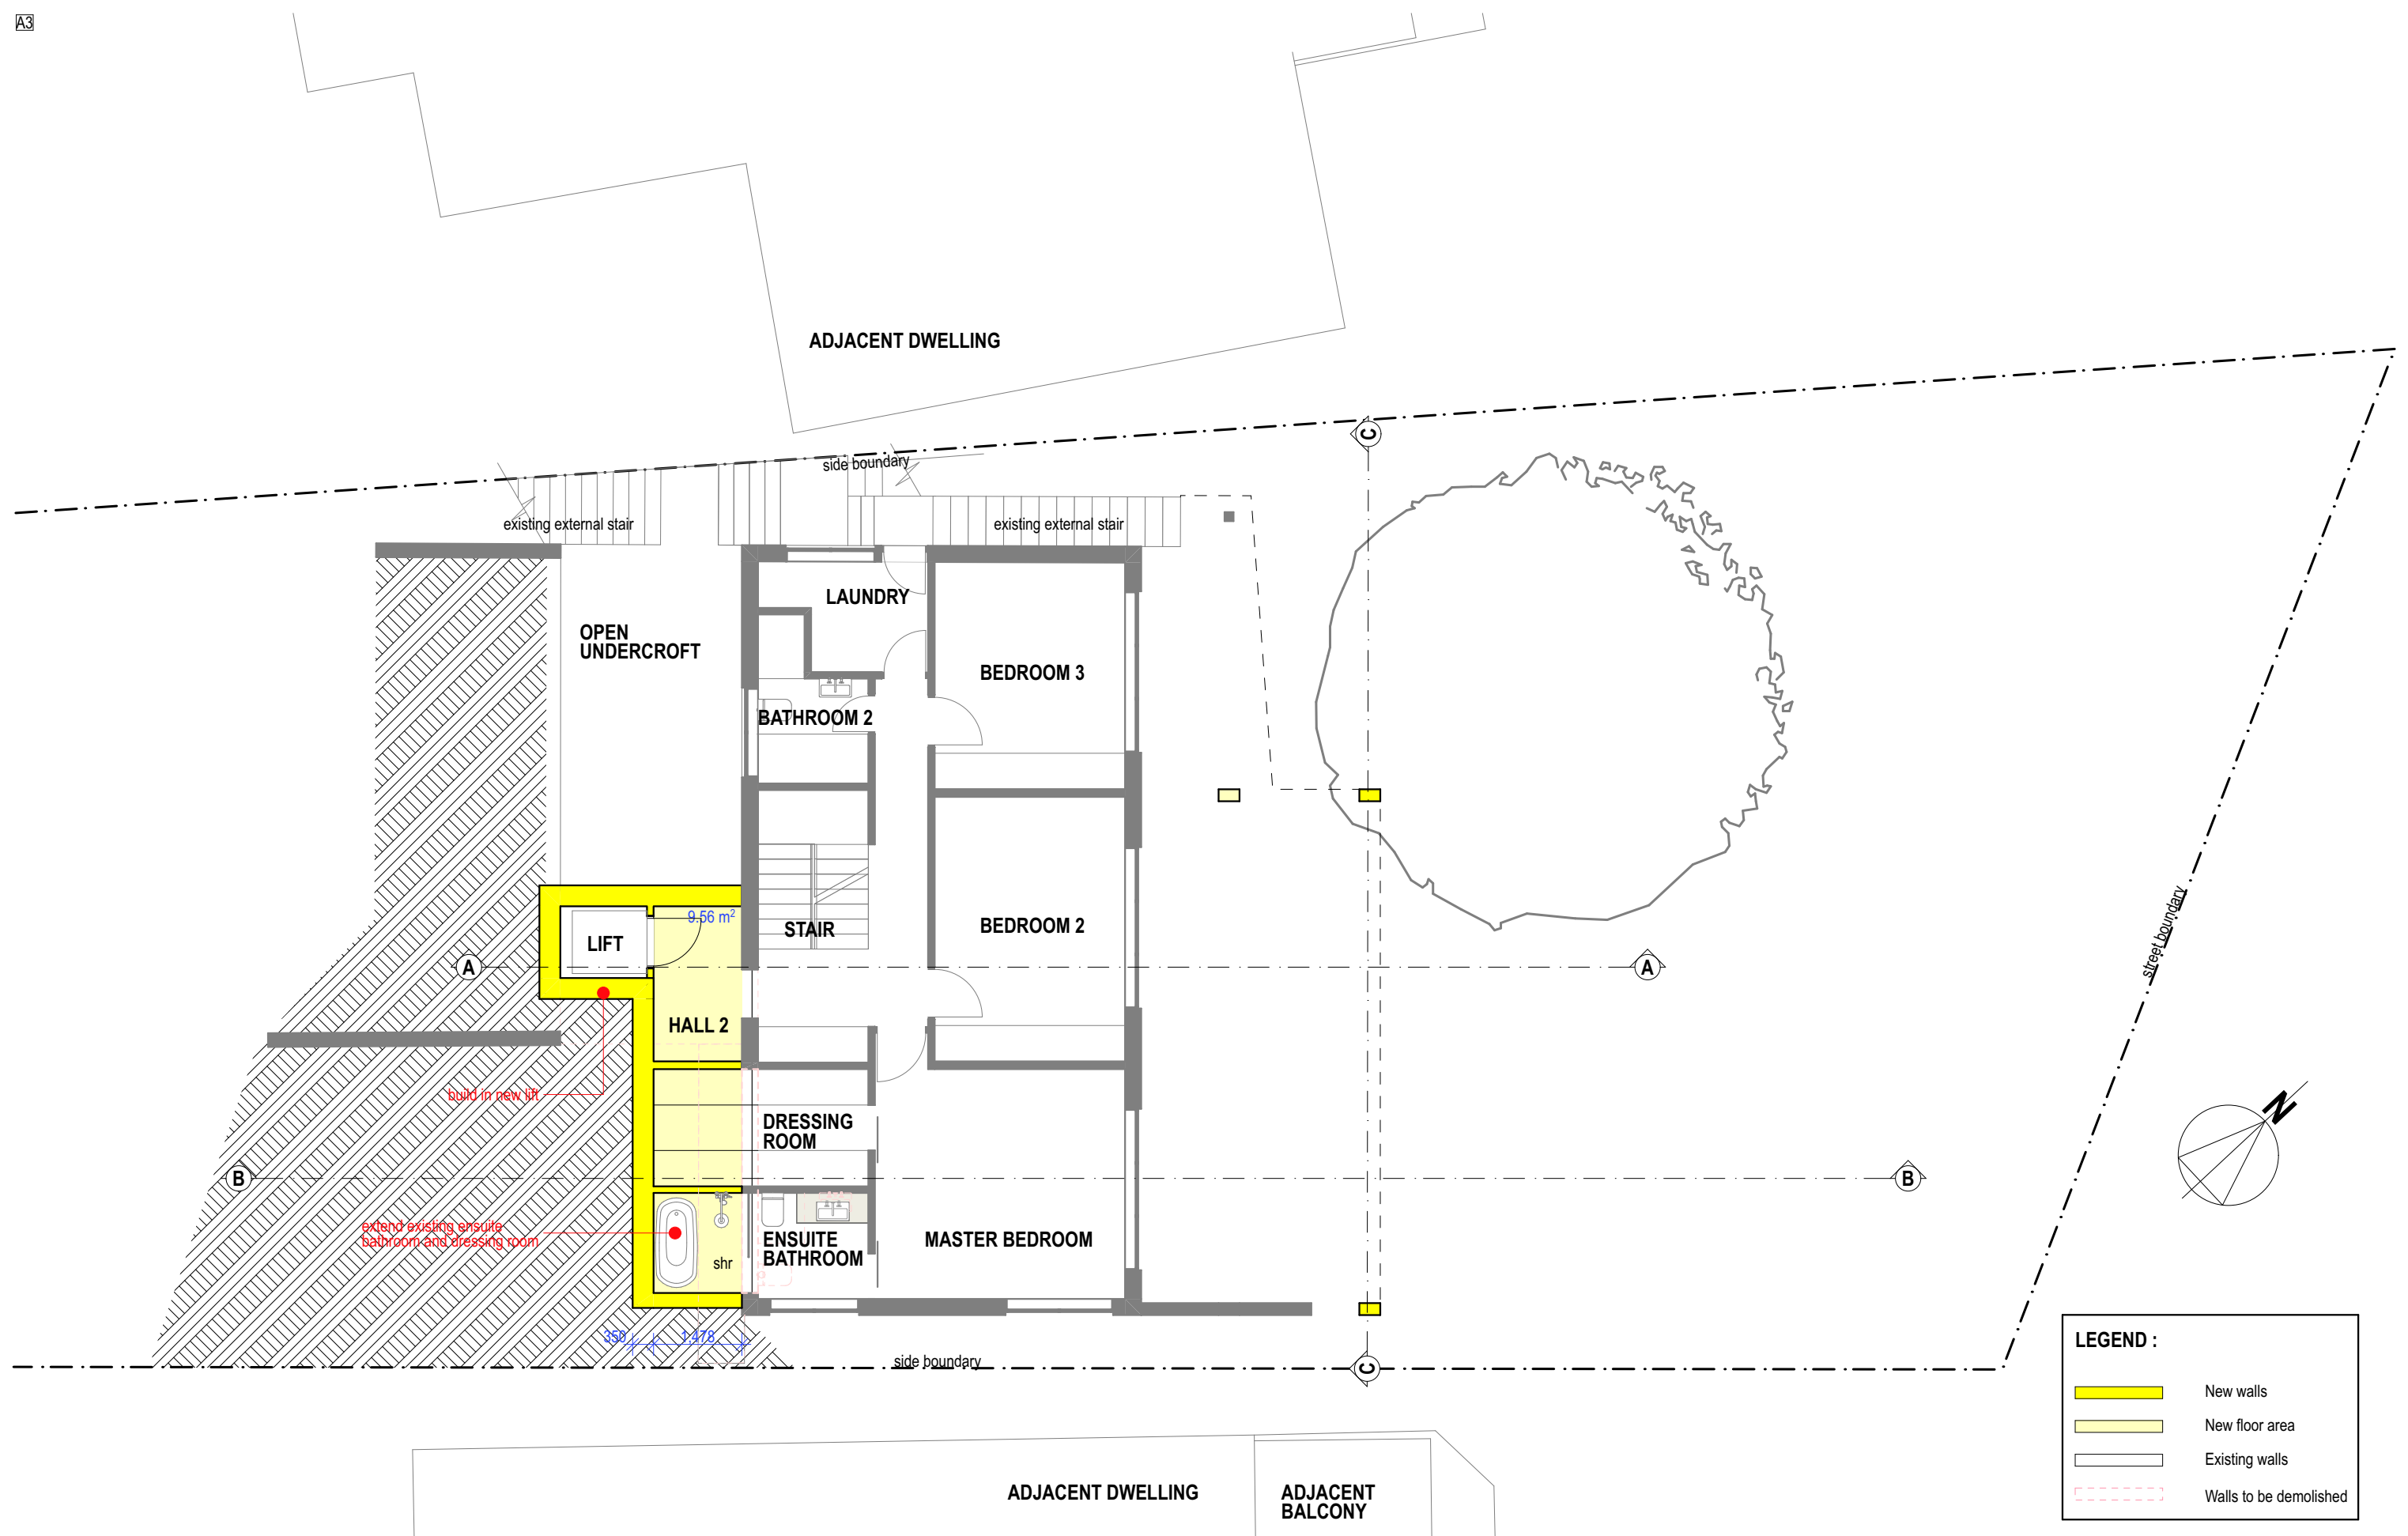 A3
ADJACENT DWELLING
C
side boundary
existing external stair
existing external stair
LAUNDRY
OPEN
UNDERCROFT
BEDROOM 3
BATHROOM 2
9.56 m²
STAIR
BEDROOM 2
LIFT
A
A
street boundary
HALL 2
build in new lift
DRESSING
ROOM
N
B
B
extend existing ensuite
bathroom and dressing room
ENSUITE
BATHROOM
MASTER BEDROOM
shr
350
1,478
side boundary
C
LEGEND :
New walls
New floor area
Existing walls
Walls to be demolished
ADJACENT DWELLING
ADJACENT
BALCONY